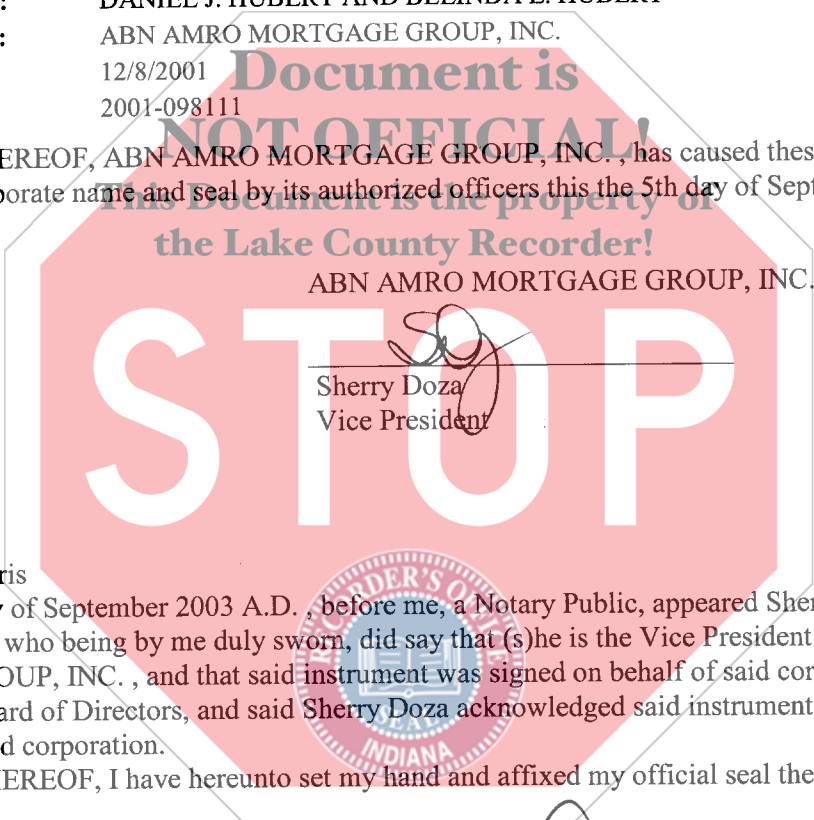 : DANIEL J. HUBERT AND BELINDA L. HUBERT
: ABN AMRO MORTGAGE GROUP, INC.
12/8/2001
Document is
2001-098111
NOT OFFICIAL!
EREOF, ABN AMRO MORTGAGE GROUP, INC. , has caused thes
porate name and seal by its authorized officers this the 5th day of Sept
This Document is the property of
the Lake County Recorder!
ABN AMRO MORTGAGE GROUP, INC.
STOP
Sherry Doza
Vice President
ris
y of September 2003 A.D. , before me, a Notary Public, appeared Sher
who being by me duly sworn, did say that (s)he is the Vice President
OUP, INC. , and that said instrument was signed on behalf of said cor
ard of Directors, and said Sherry Doza acknowledged said instrument
d corporation.
HEREOF, I have hereunto set my hand and affixed my official seal the
RECORDER'S OFFICE
SEAL
INDIANA